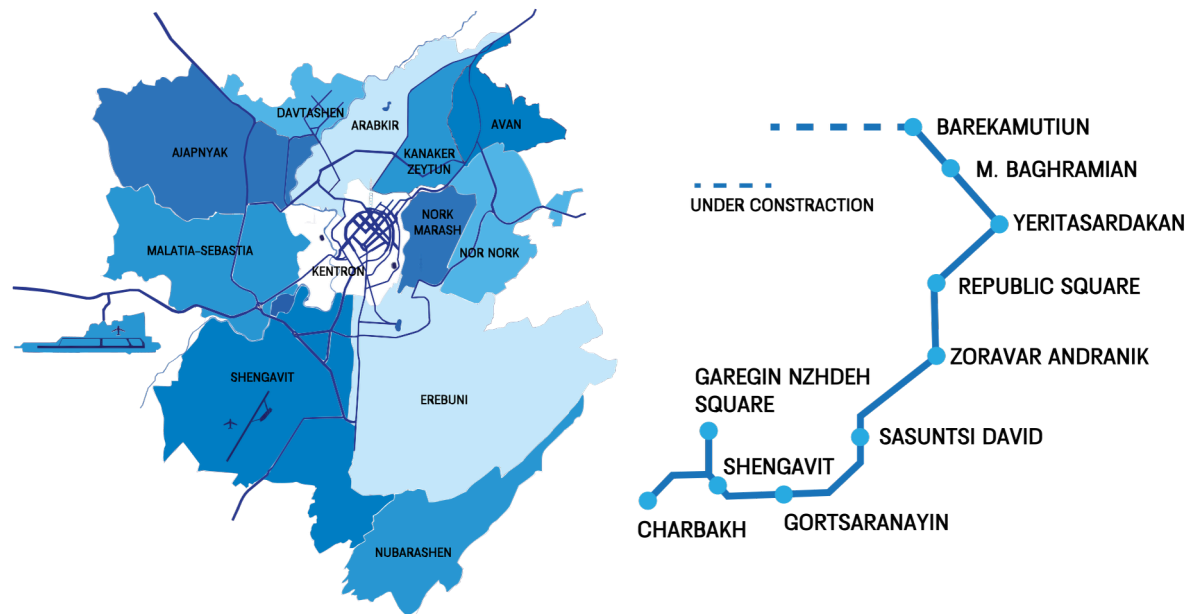 DAVTASHEN
ARABKIR
AVAN
AJAPNYAK
KANAKER
ZEYTUN
NORK
MARASH
MALATIA-SEBASTIA
NOR NORK
KENTRON
SHENGAVIT
EREBUNI
NUBARASHEN
BAREKAMUTIUN
M. BAGHRAMIAN
UNDER CONSTRACTION
YERITASARDAKAN
REPUBLIC SQUARE
ZORAVAR ANDRANIK
GAREGIN NZHDEH
SQUARE
SASUNTSI DAVID
SHENGAVIT
GORTSARANAYIN
CHARBAKH